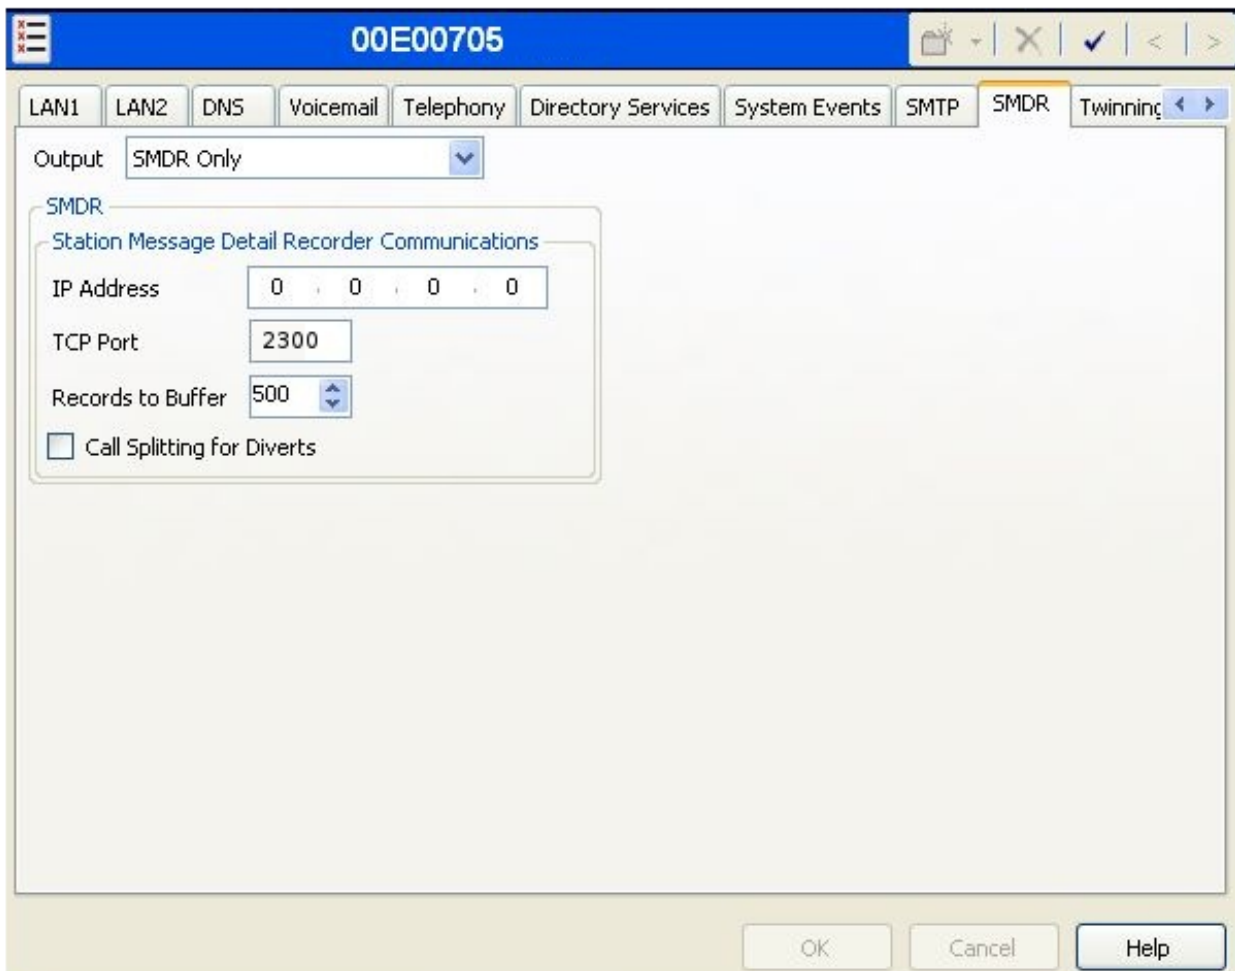 00E00705
LAN1 LAN2 DNS Voicemail Telephony Directory Services System Events SMTP SMDR Twinning
Output SMDR Only
SMDR
Station Message Detail Recorder Communications
IP Address 0 . 0 . 0 . 0
TCP Port 2300
Records to Buffer 500
Call Splitting for Diverts
OK Cancel Help